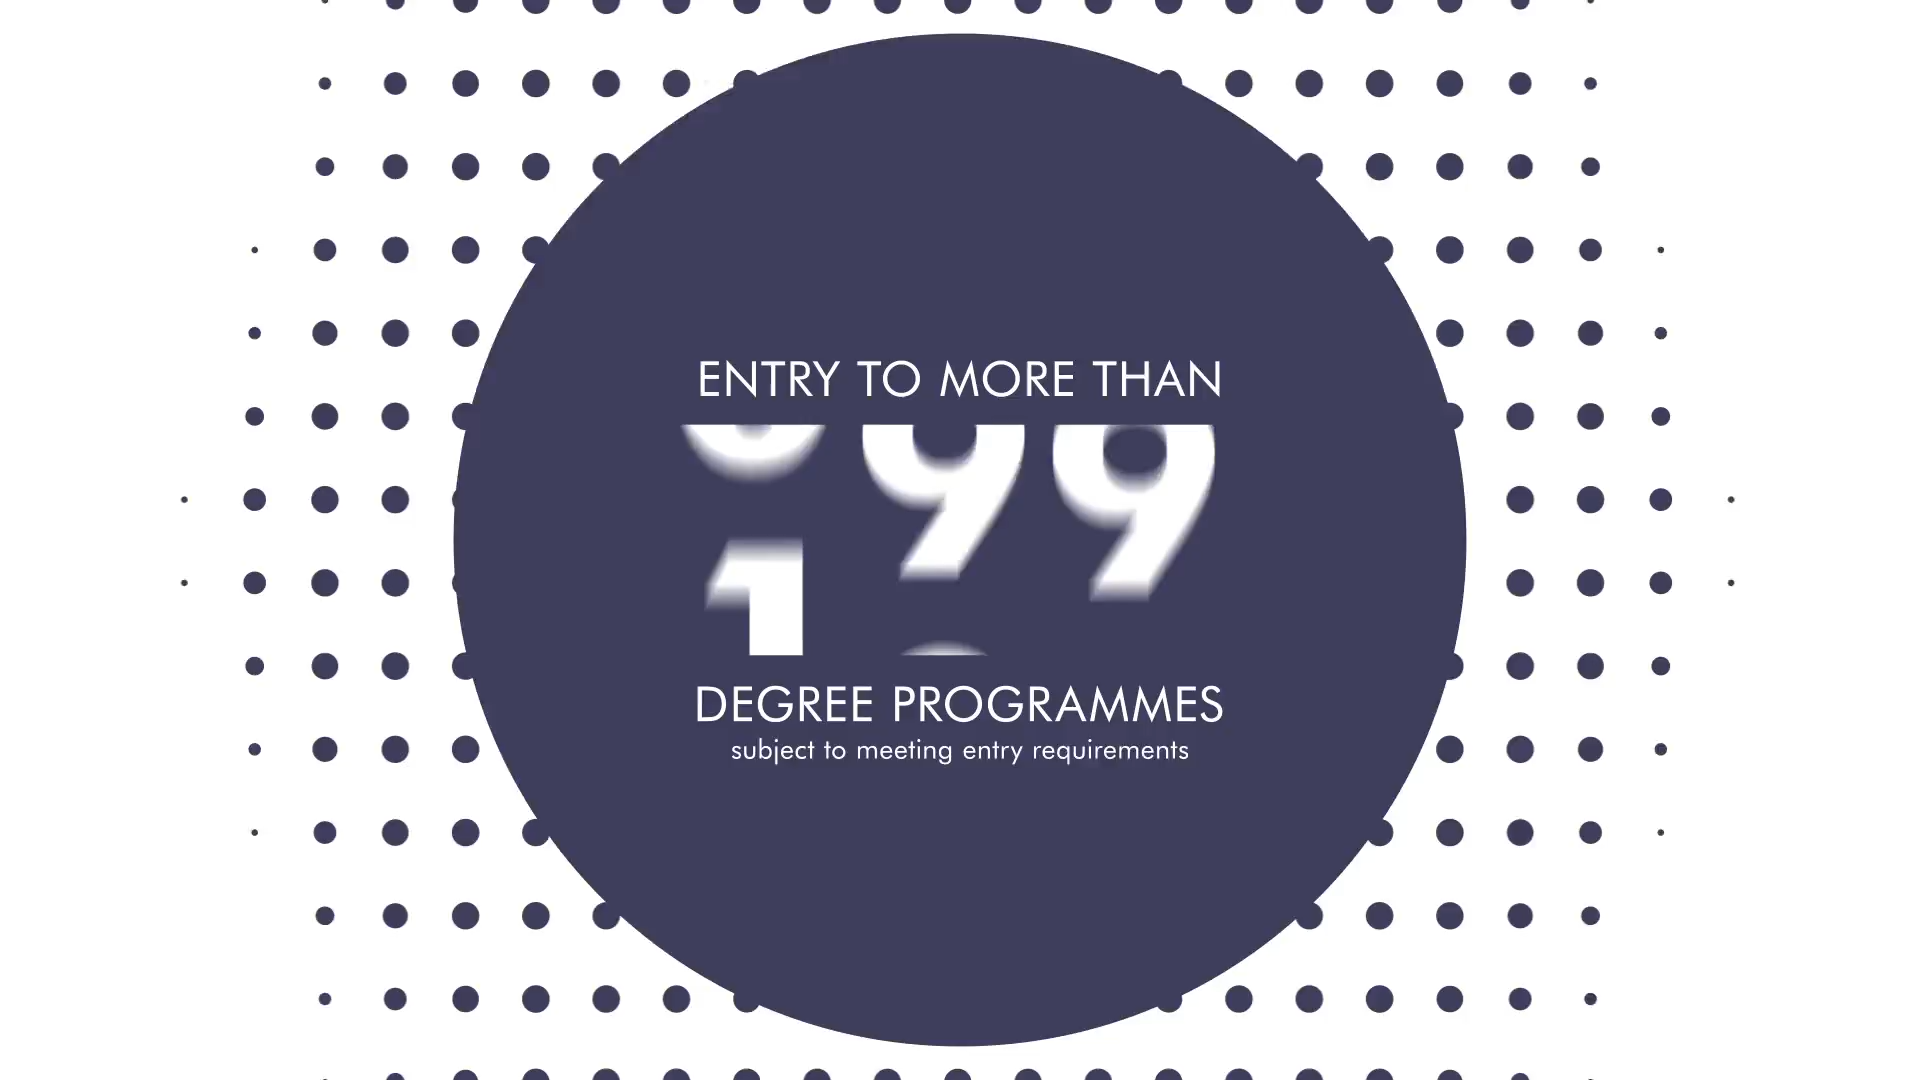 ENTRY TO MORE THAN
DEGREE PROGRAMMES
subject to meeting entry requirements